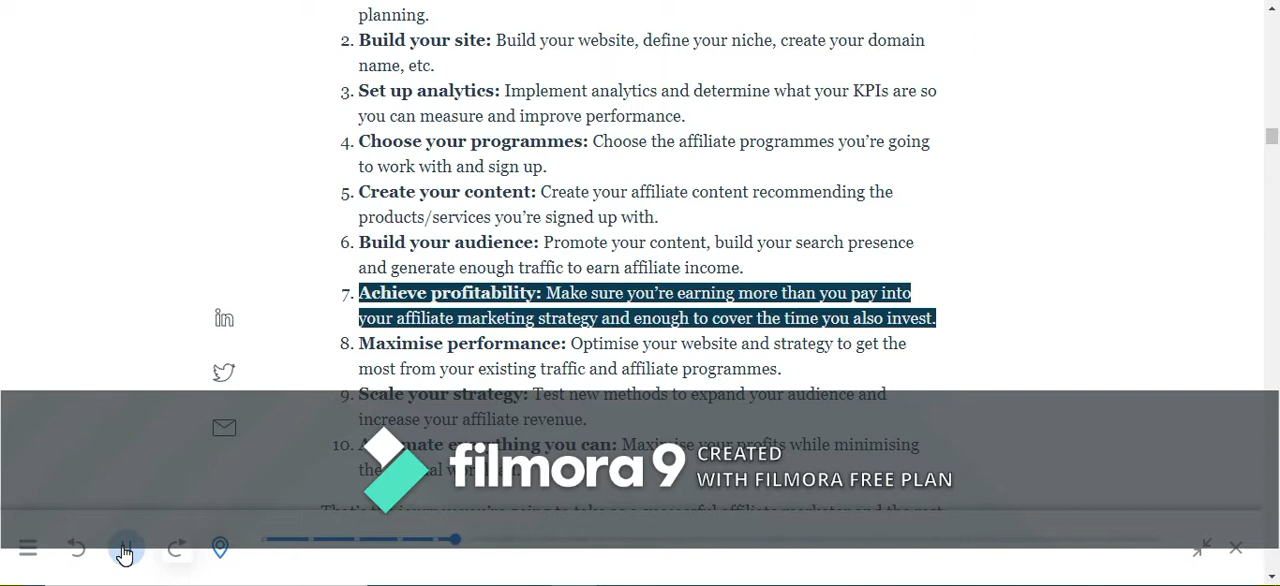 planning.
2. Build your site: Build your website, define your niche, create your domain
name, etc.
3. Set up analytics: Implement analytics and determine what your KPIs are so
you can measure and improve performance.
4. Choose your programmes: Choose the affiliate programmes you're going
to work with and sign up.
5. Create your content: Create your affiliate content recommending the
products/services you're signed up with.
6. Build your audience: Promote your content, build your search presence
and generate enough traffic to earn affiliate income.
7. Achieve profitability: Make sure you're earning more than you pay into
your affiliate marketing strategy and enough to cover the time you also invest.
8. Maximise performance: Optimise your website and strategy to get the
most from your existing traffic and affiliate programmes.
9. Scale your strategy: Test new methods to expand your audience and
increase your affiliate revenue.
10. everything you can: Maximise your profits while minimising
the
filmora9 CREATED
WITH FILMORA FREE PLAN